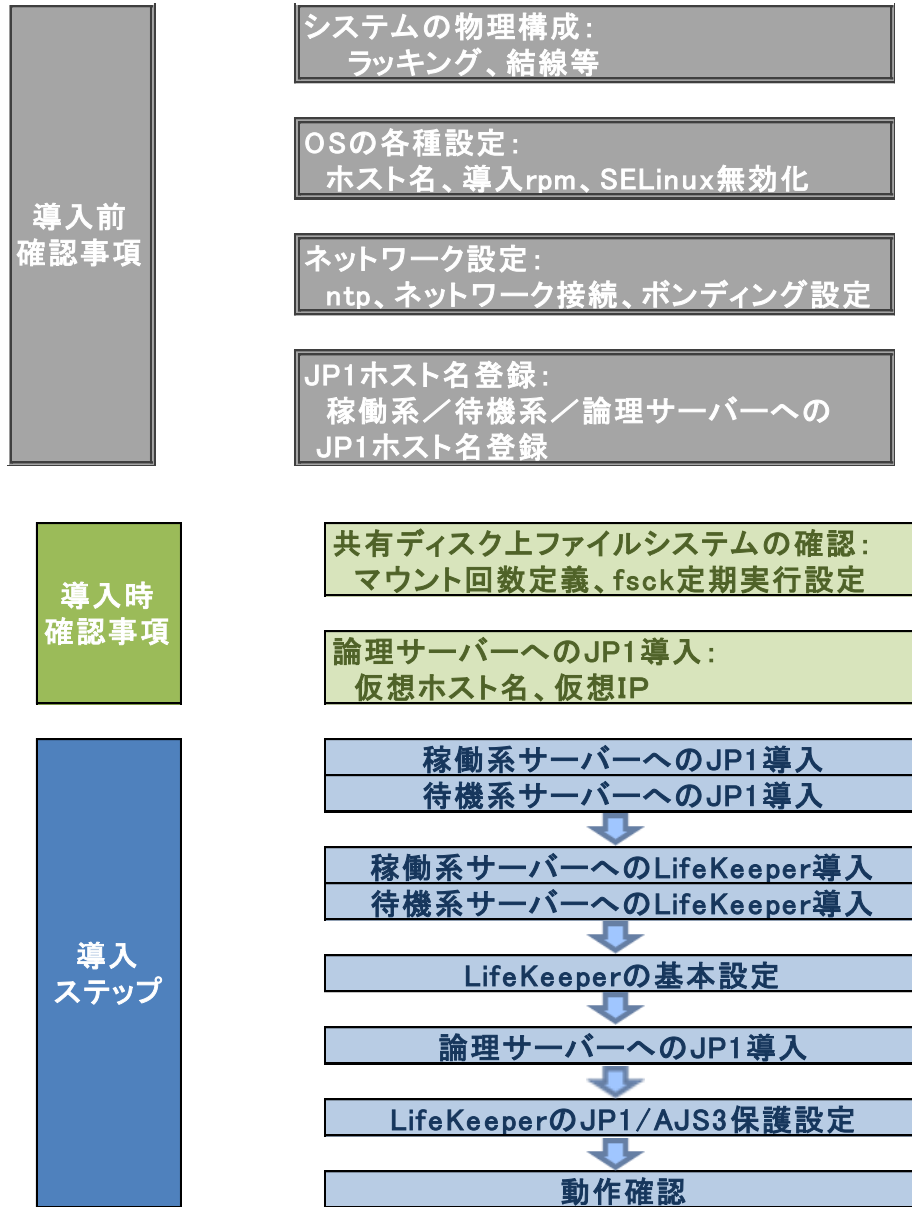 導入前
確認事項
システムの物理構成：
ラッキング、結線等
OSの各種設定：
ホスト名、導入rpm、SELinux無効化
ネットワーク設定：
ntp、ネットワーク接続、ボンディング設定
JP1ホスト名登録：
稼働系／待機系／論理サーバーへの
JP1ホスト名登録
導入時
確認事項
共有ディスク上ファイルシステムの確認：
マウント回数定義、fsck定期実行設定
論理サーバーへのJP1導入：
仮想ホスト名、仮想IP
導入
ステップ
稼働系サーバーへのJP1導入
待機系サーバーへのJP1導入
稼働系サーバーへのLifeKeeper導入
待機系サーバーへのLifeKeeper導入
LifeKeeperの基本設定
論理サーバーへのJP1導入
LifeKeeperのJP1/AJS3保護設定
動作確認